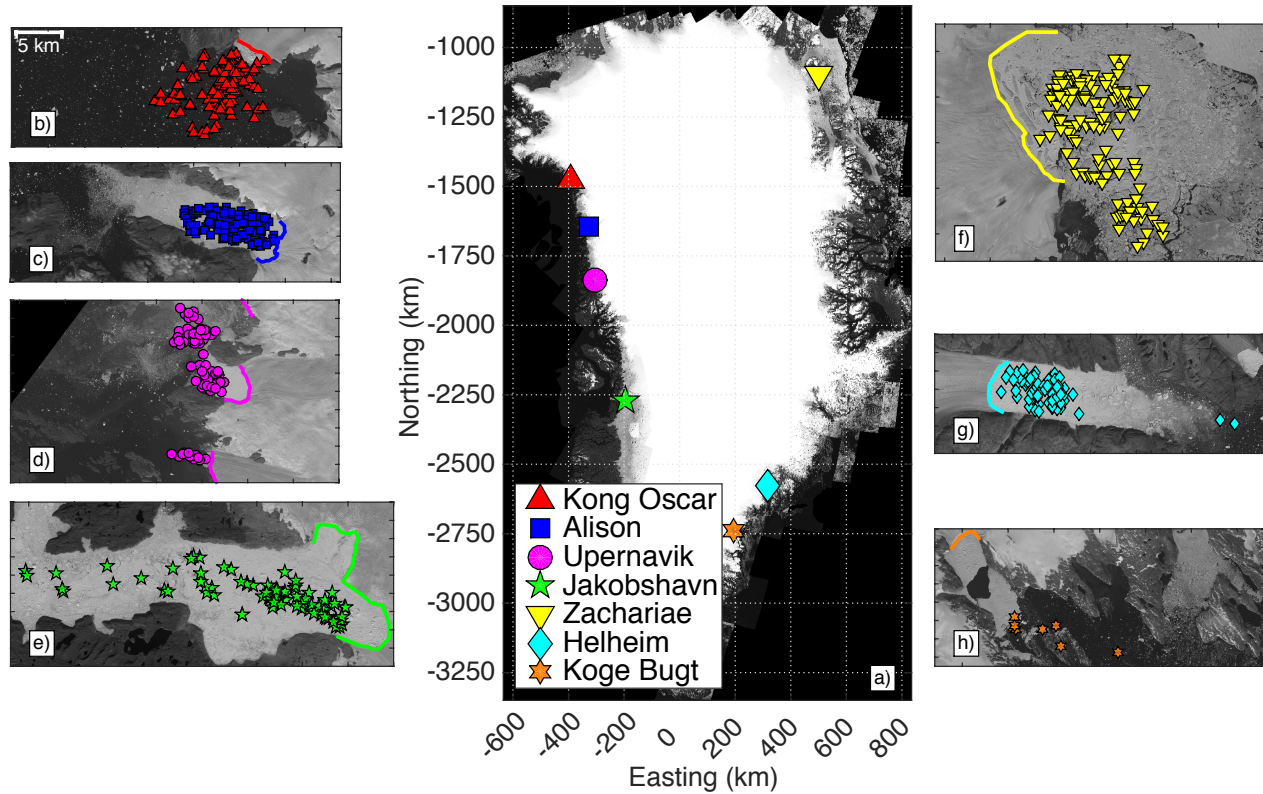 5 km
b)
c)
d)
e)
Northing (km)
-1000
-1250
-1500
-1750
-2000
-2250
-2500
-2750
-3000
-3250
Kong Oscar
Alison
Upernavik
Jakobshavn
Zachariae
Helheim
Koge Bugt
a)
-600
-400
-200
0
200
400
600
800
Easting (km)
f)
g)
h)